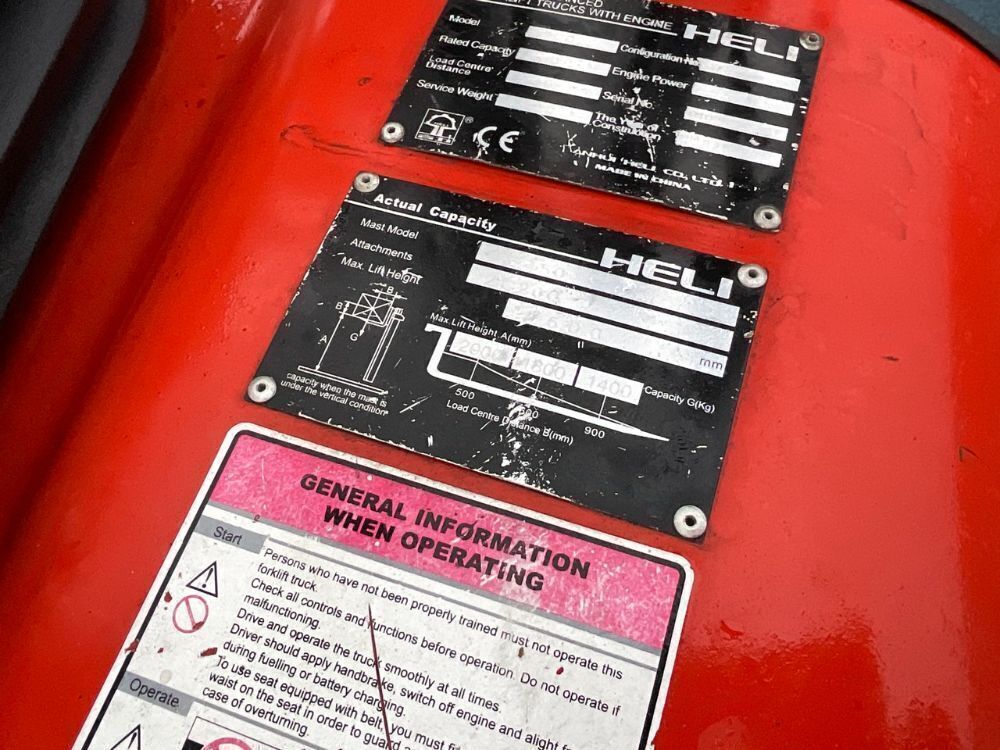 TRUCKS WITH ENGINE
HELI
Model
Configuration No.
Rated Capacity
Engine Power
Load Centre
Distance
Serial No.
Service Weight
The Year of
Construction
®
CE
HELI CO., LTD.
MADE IN CHINA
Actual Capacity
HELI
Mast Model
Attachments
Max. Lift Height
mm
B
B
A
G
Max. Lift Height A(mm)
2000 1800 1400
Capacity G(Kg)
500 900
Load Centre Distance B(mm)
capacity when the mast is
under the vertical condition
GENERAL INFORMATION
WHEN OPERATING
Start
Persons who have not been properly trained must not operate this
forklift truck.
Check all controls and functions before operation. Do not operate if
malfunctioning.
Drive and operate the truck smoothly at all times.
Driver should apply handbrake, switch off engine and alight
during fuelling or battery charging.
To use seat equipped with belt, you must
waist on the seat in order to guard
case of overturning.
Operate